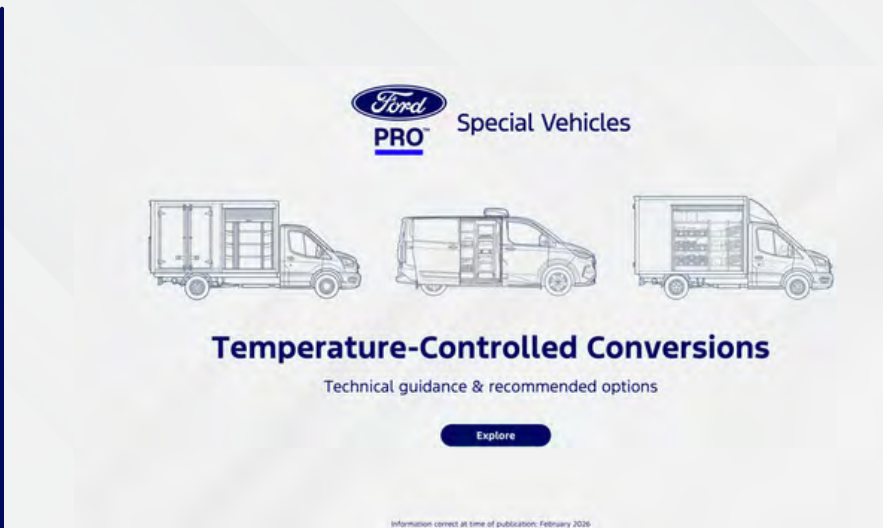 Ford
PRO™ Special Vehicles
Temperature-Controlled Conversions
Technical guidance & recommended options
Explore
Information correct at time of publication: February 2026